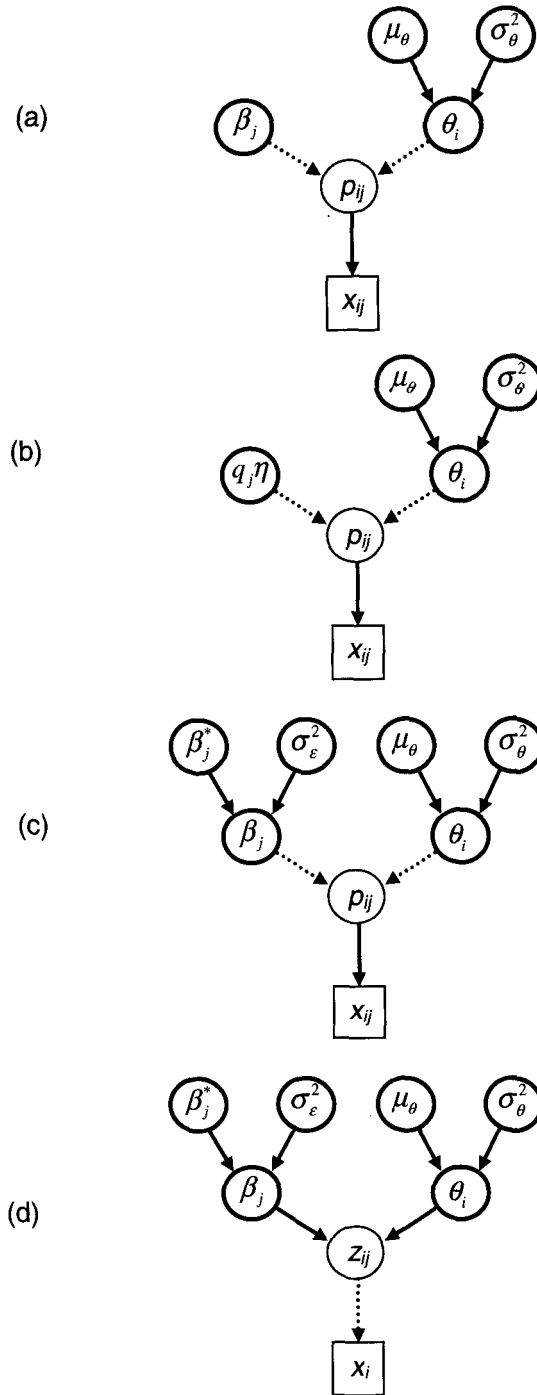 μ_θ σ²_θ
(a) β_j θ_i
p_ij
x_ij
μ_θ σ²_θ
(b) q_jη θ_i
p_ij
x_ij
β*_j σ²_ε μ_θ σ²_θ
(c) β_j θ_i
p_ij
x_ij
β*_j σ²_ε μ_θ σ²_θ
(d) β_j θ_i
z_ij
x_i